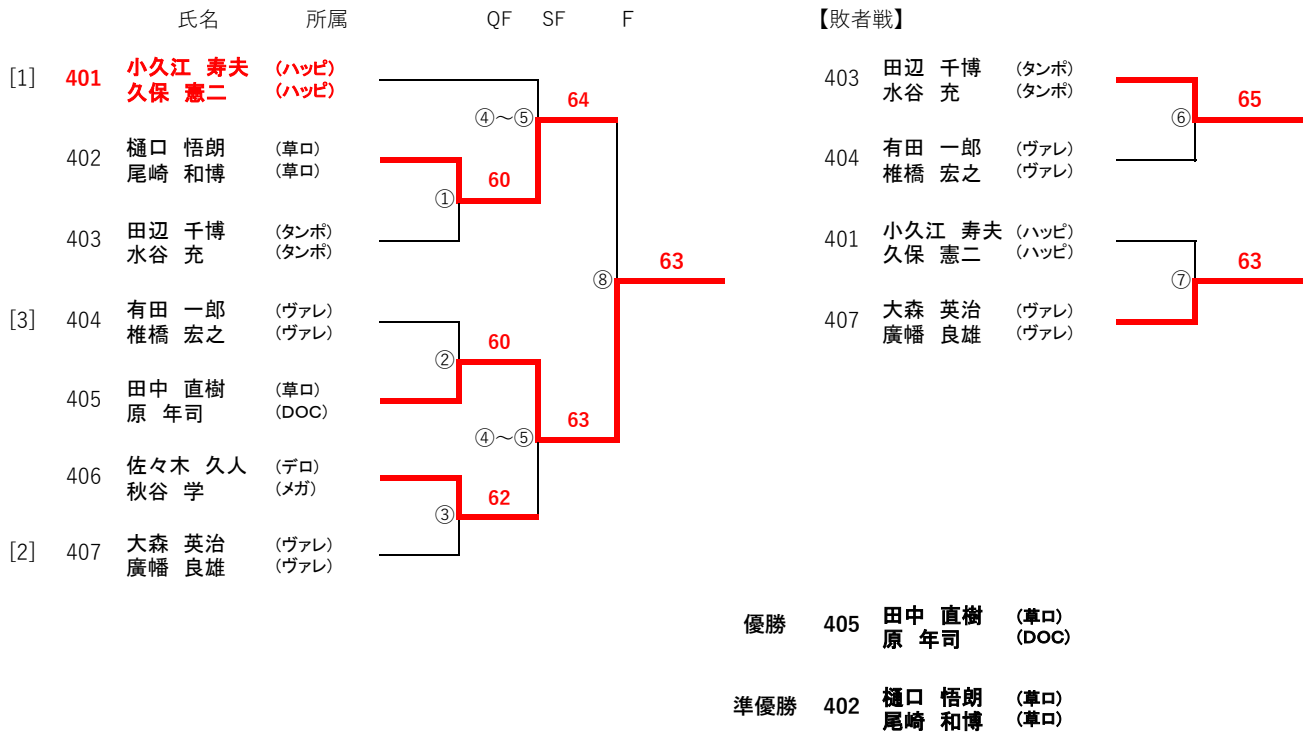 氏名 所属 QF SF F 【敗者戦】
[1] 401 小久江 寿夫 (ハッピ)
久保 憲二 (ハッピ)
64
④～⑤
402 樋口 悟朗 (草ロ)
尾崎 和博 (草ロ)
60
①
403 田辺 千博 (タンポ)
水谷 充 (タンポ)
63
⑧
[3] 404 有田 一郎 (ヴァレ)
椎橋 宏之 (ヴァレ)
60
②
405 田中 直樹 (草ロ)
原 年司 (DOC)
63
④～⑤
406 佐々木 久人 (デロ)
秋谷 学 (メガ)
62
③
[2] 407 大森 英治 (ヴァレ)
廣幡 良雄 (ヴァレ)
403 田辺 千博 (タンポ)
水谷 充 (タンポ)
65
⑥
404 有田 一郎 (ヴァレ)
椎橋 宏之 (ヴァレ)
401 小久江 寿夫 (ハッピ)
久保 憲二 (ハッピ)
63
⑦
407 大森 英治 (ヴァレ)
廣幡 良雄 (ヴァレ)
優勝 405 田中 直樹 (草ロ)
原 年司 (DOC)
準優勝 402 樋口 悟朗 (草ロ)
尾崎 和博 (草ロ)